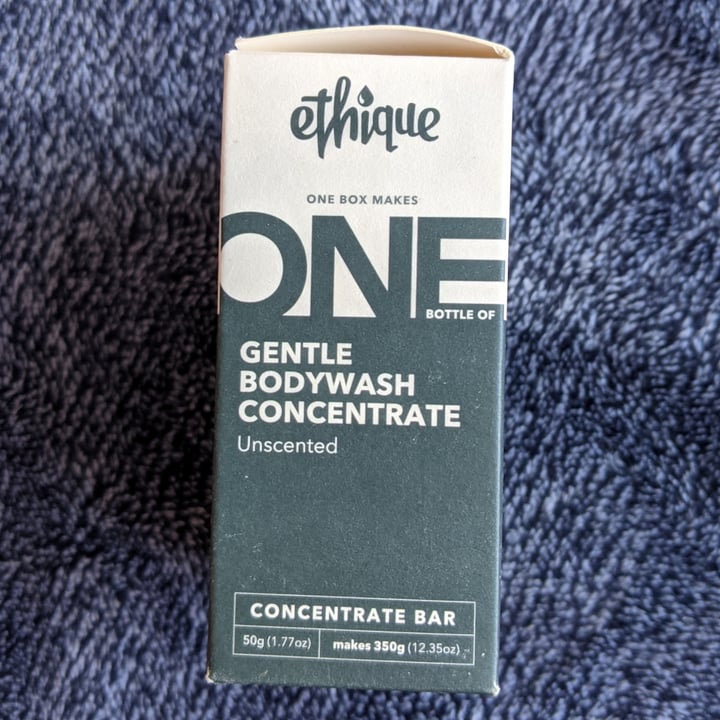 ethique
ONE BOX MAKES
ONE
BOTTLE OF
GENTLE
BODYWASH
CONCENTRATE
Unscented
CONCENTRATE BAR
50g (1.77oz) makes 350g (12.35oz)